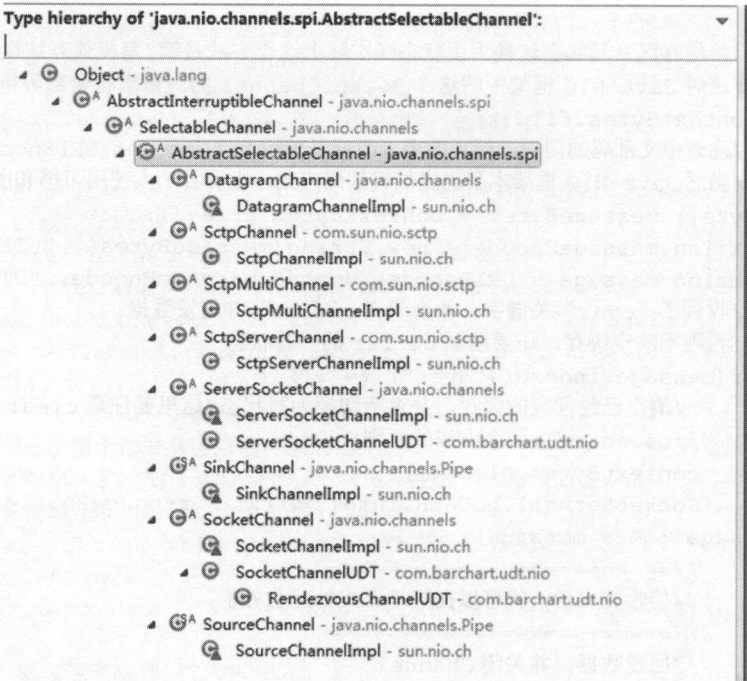 Type hierarchy of 'java.nio.channels.spi.AbstractSelectableChannel':
Object - java.lang
AbstractInterruptibleChannel - java.nio.channels.spi
SelectableChannel - java.nio.channels
AbstractSelectableChannel - java.nio.channels.spi
DatagramChannel - java.nio.channels
DatagramChannelImpl - sun.nio.ch
SctpChannel - com.sun.nio.sctp
SctpChannelImpl - sun.nio.ch
SctpMultiChannel - com.sun.nio.sctp
SctpMultiChannelImpl - sun.nio.ch
SctpServerChannel - com.sun.nio.sctp
SctpServerChannelImpl - sun.nio.ch
ServerSocketChannel - java.nio.channels
ServerSocketChannelImpl - sun.nio.ch
ServerSocketChannelUDT - com.barchart.udt.nio
SinkChannel - java.nio.channels.Pipe
SinkChannelImpl - sun.nio.ch
SocketChannel - java.nio.channels
SocketChannelImpl - sun.nio.ch
SocketChannelUDT - com.barchart.udt.nio
RendezvousChannelUDT - com.barchart.udt.nio
SourceChannel - java.nio.channels.Pipe
SourceChannelImpl - sun.nio.ch